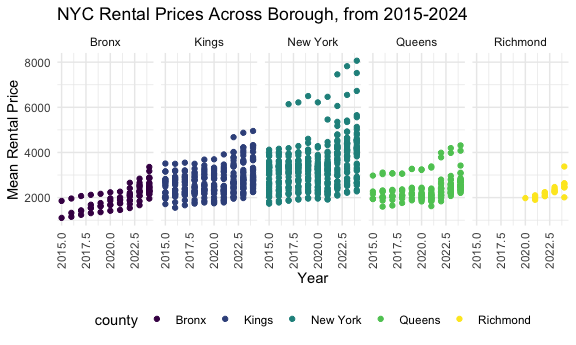 NYC Rental Prices Across Borough, from 2015-2024
Bronx Kings New York Queens Richmond
8000
6000
4000
2000
Mean Rental Price
2015.0 2017.5 2020.0 2022.5 2015.0 2017.5 2020.0 2022.5 2015.0 2017.5 2020.0 2022.5 2015.0 2017.5 2020.0 2022.5 2015.0 2017.5 2020.0 2022.5
Year
county Bronx Kings New York Queens Richmond